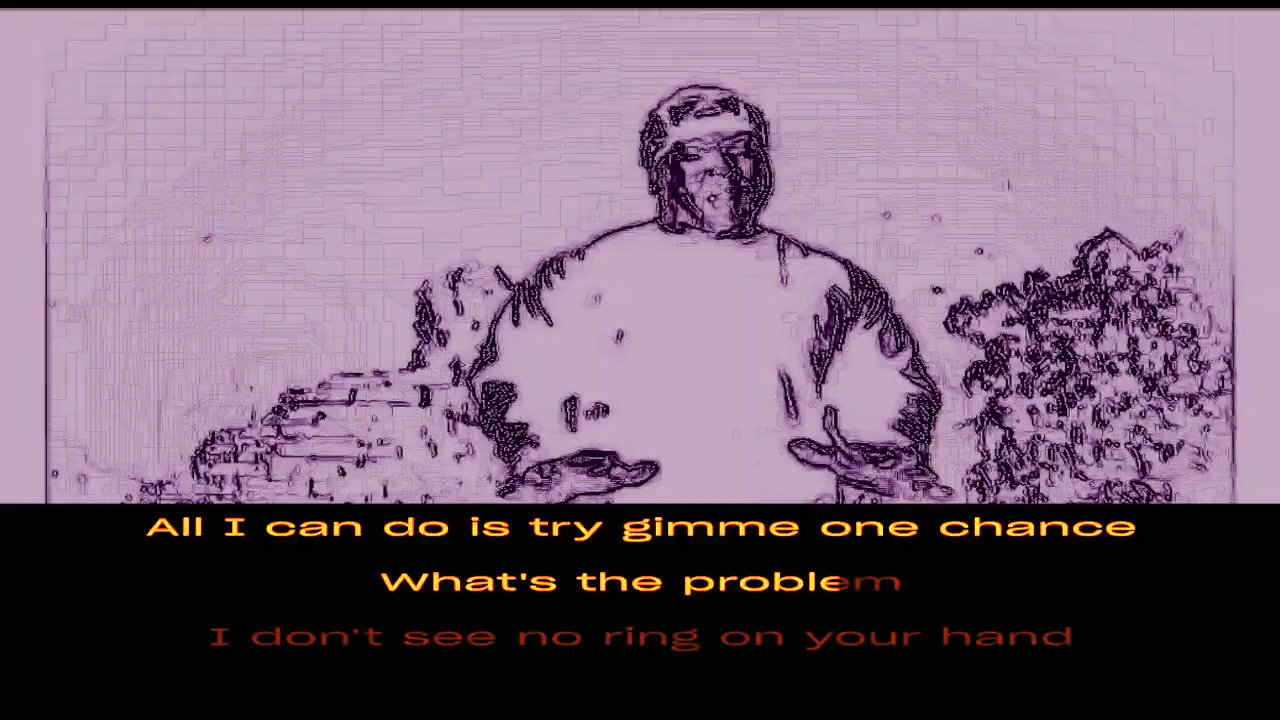 All I can do is try gimme one chance
What's the problem
I don't see no ring on your hand